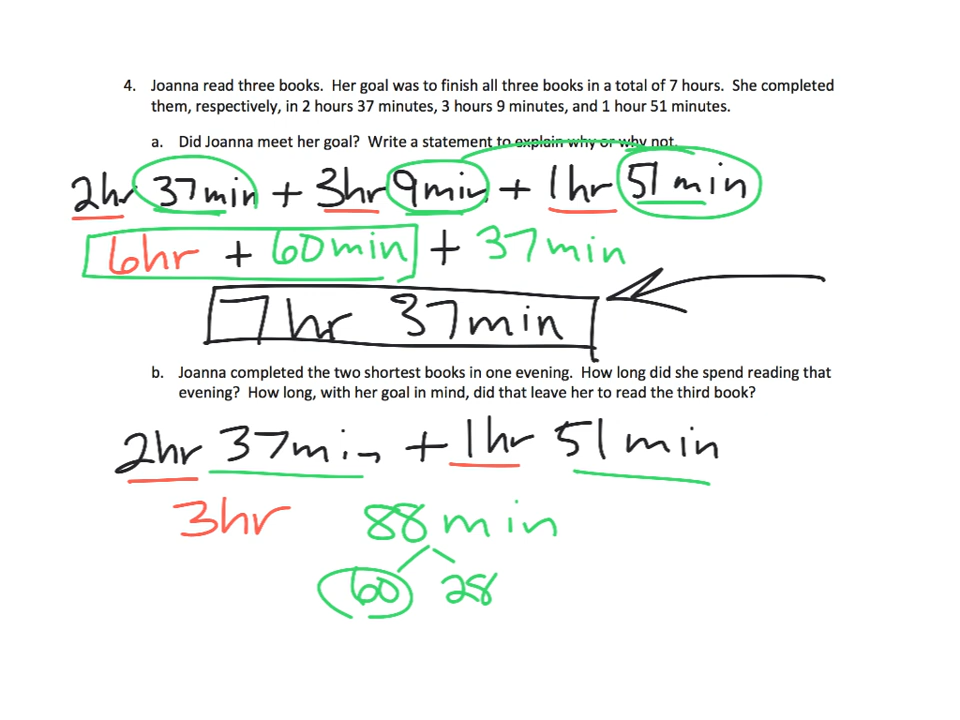 4. Joanna read three books. Her goal was to finish all three books in a total of 7 hours. She completed
them, respectively, in 2 hours 37 minutes, 3 hours 9 minutes, and 1 hour 51 minutes.
a. Did Joanna meet her goal? Write a statement to explain why or why not.
2hr 37min + 3hr 9min + 1hr 51 min
6hr + 60min + 37min
7hr 37min
b. Joanna completed the two shortest books in one evening. How long did she spend reading that
evening? How long, with her goal in mind, did that leave her to read the third book?
2hr 37min + 1hr 51 min
3hr 88 min
60 28